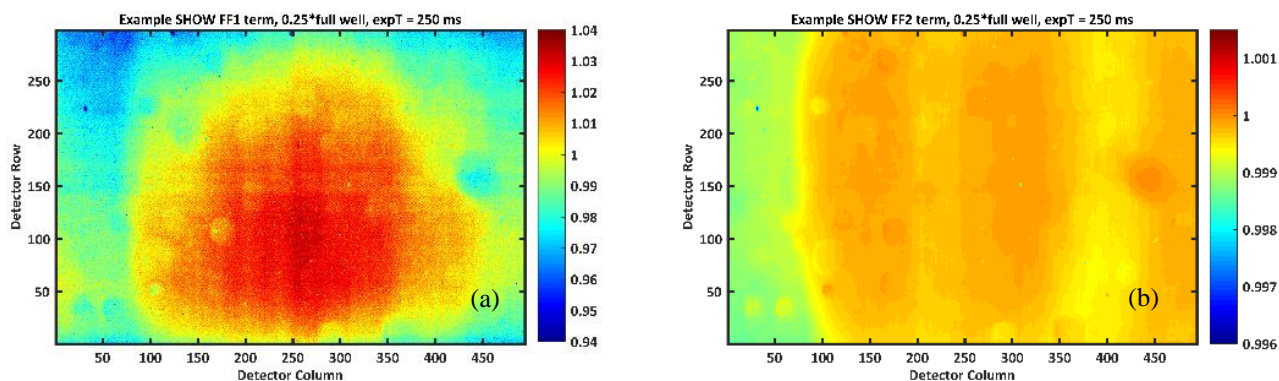 Example SHOW FF1 term, 0.25*full well, expT = 250 ms
Detector Row
300
250
200
150
100
50
50 100 150 200 250 300 350 400 450
Detector Column
(a)
1.04
1.03
1.02
1.01
1
0.99
0.98
0.97
0.96
0.95
0.94
Example SHOW FF2 term, 0.25*full well, expT = 250 ms
Detector Row
250
200
150
100
50
50 100 150 200 250 300 350 400 450
Detector Column
(b)
1.001
1
0.999
0.998
0.997
0.996